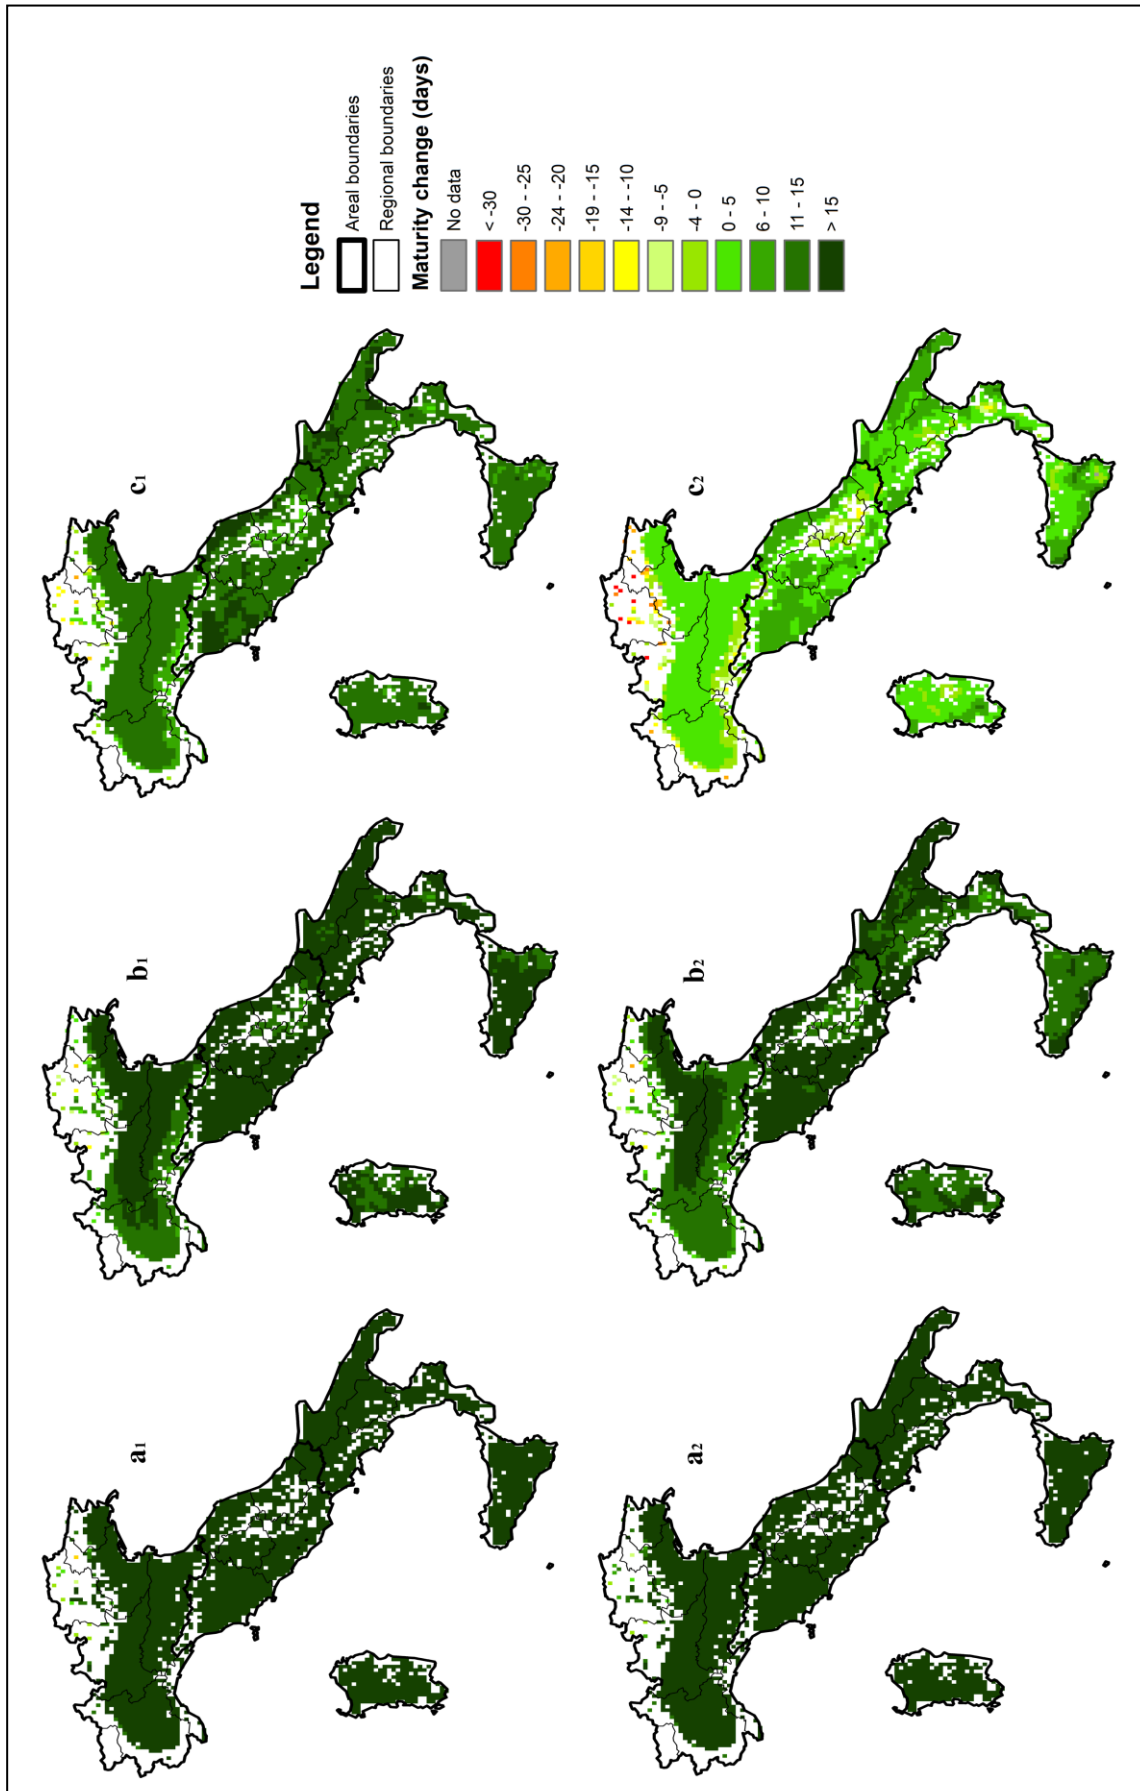 a1
b1
c1
a2
b2
c2
Legend
Areal boundaries
Regional boundaries
Maturity change (days)
No data
< -30
-30 - -25
-24 - -20
-19 - -15
-14 - -10
-9 - -5
-4 - 0
0 - 5
6 - 10
11 - 15
> 15